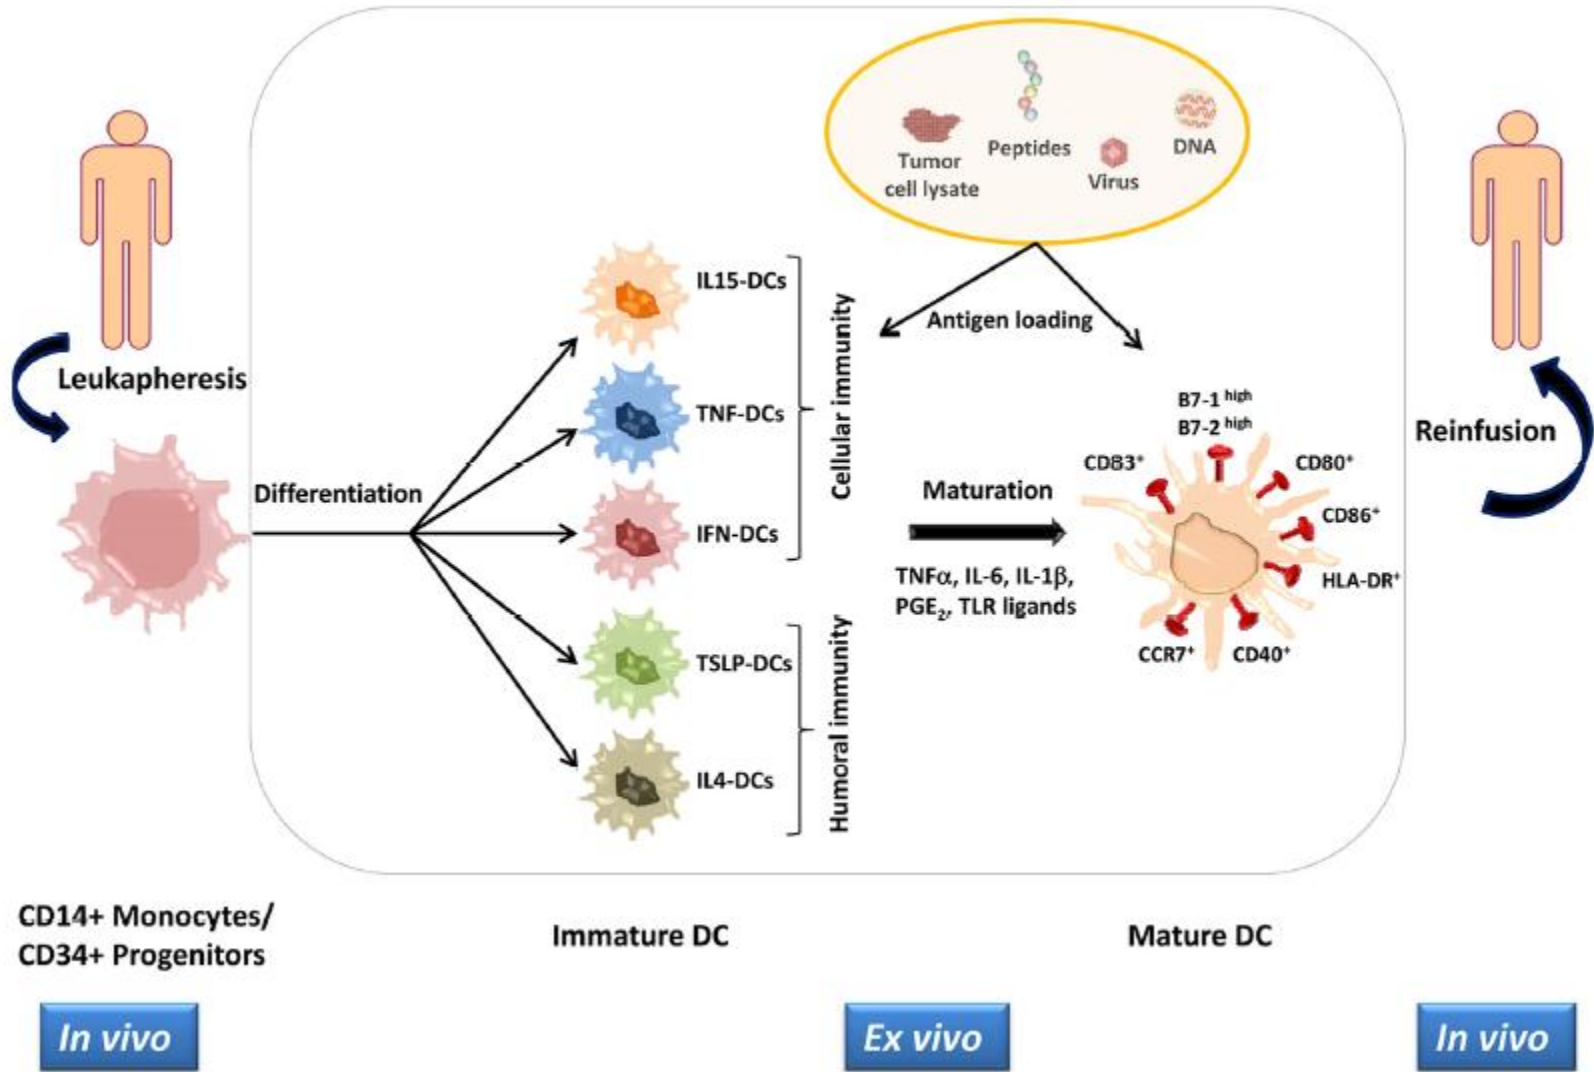 Tumor
cell lysate
Peptides
Virus
DNA
Antigen loading
Leukapheresis
Differentiation
IL15-DCs
TNF-DCs
IFN-DCs
TSLP-DCs
IL4-DCs
Cellular immunity
Humoral immunity
Maturation
TNFα, IL-6, IL-1β,
PGE₂, TLR ligands
B7-1 high
B7-2 high
CD83⁺
CD80⁺
CD86⁺
HLA-DR⁺
CCR7⁺
CD40⁺
Reinfusion
CD14+ Monocytes/
CD34+ Progenitors
Immature DC
Mature DC
In vivo
Ex vivo
In vivo